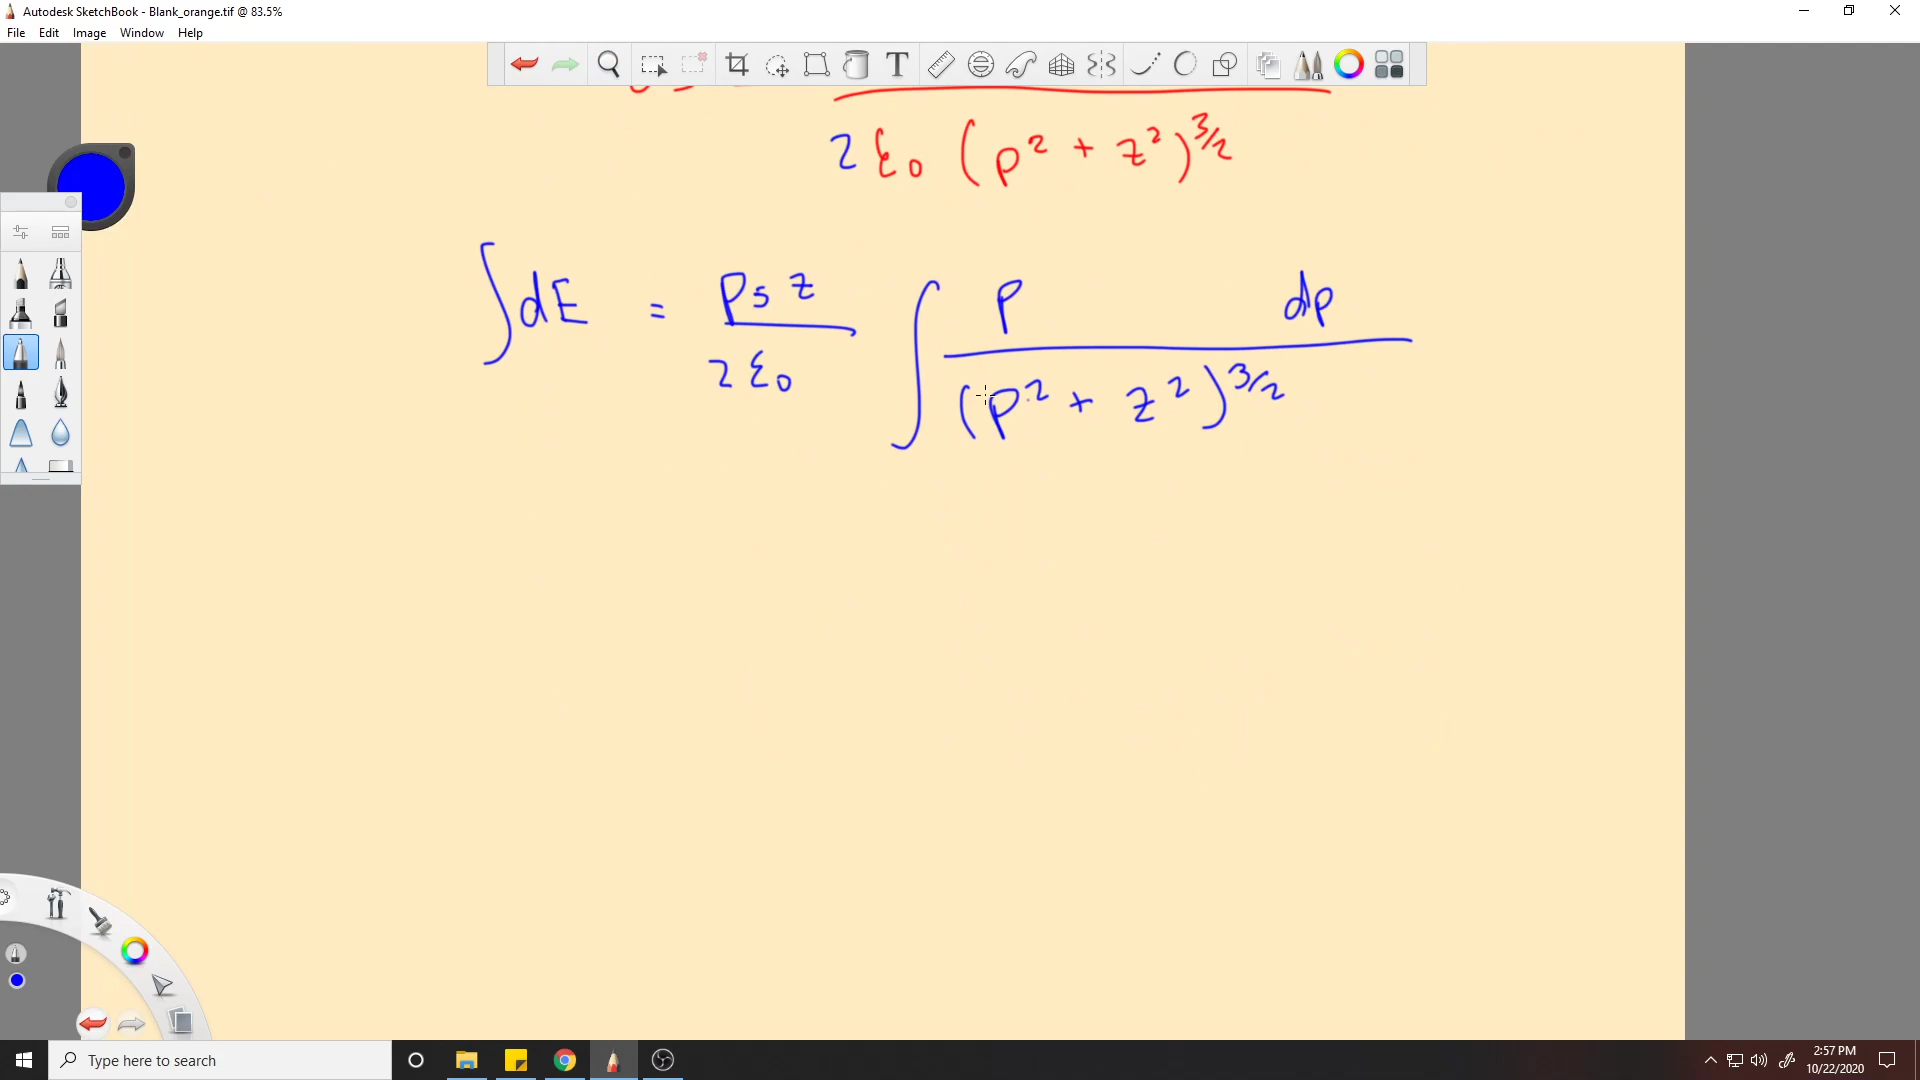 Autodesk SketchBook - Blank_orange.tif @ 83.5%
File Edit Image Window Help
T
2 ε₀ (ρ² + z²)^3/2
∫dE = ρs z / 2 ε₀ ∫ ρ dρ / (ρ² + z²)^3/2
Type here to search
2:57 PM
10/22/2020